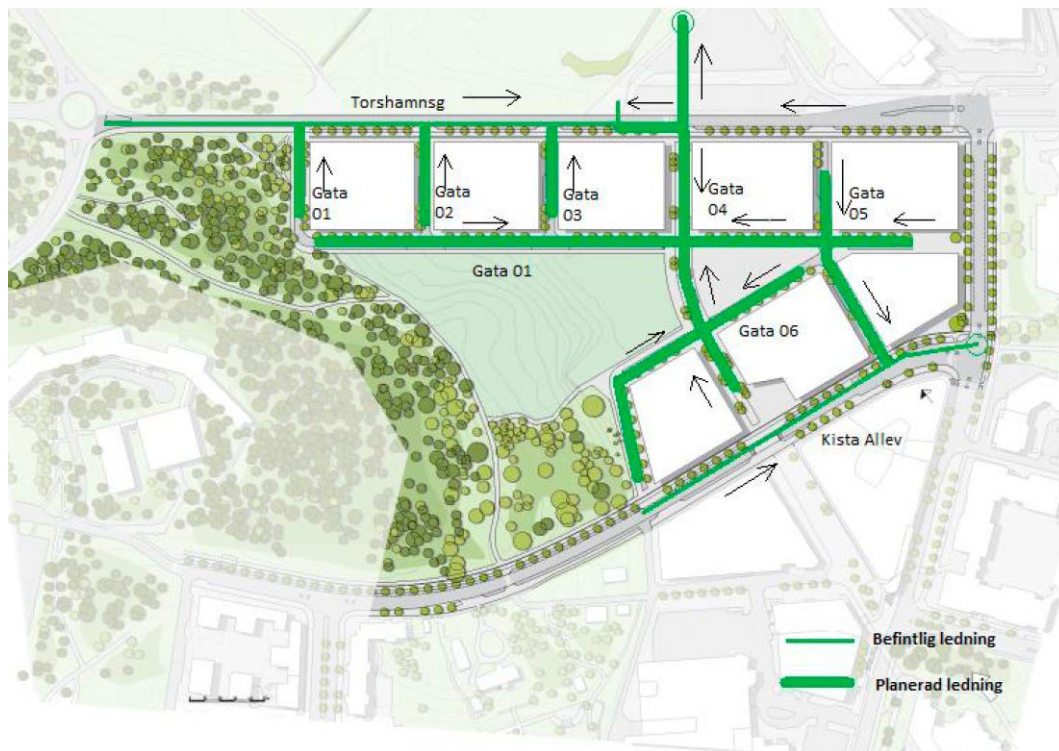 Torshamnsg
Gata
01
Gata
02
Gata
03
Gata
04
Gata
05
Gata 01
Gata 06
Kista Allev
Befintlig ledning
Planerad ledning